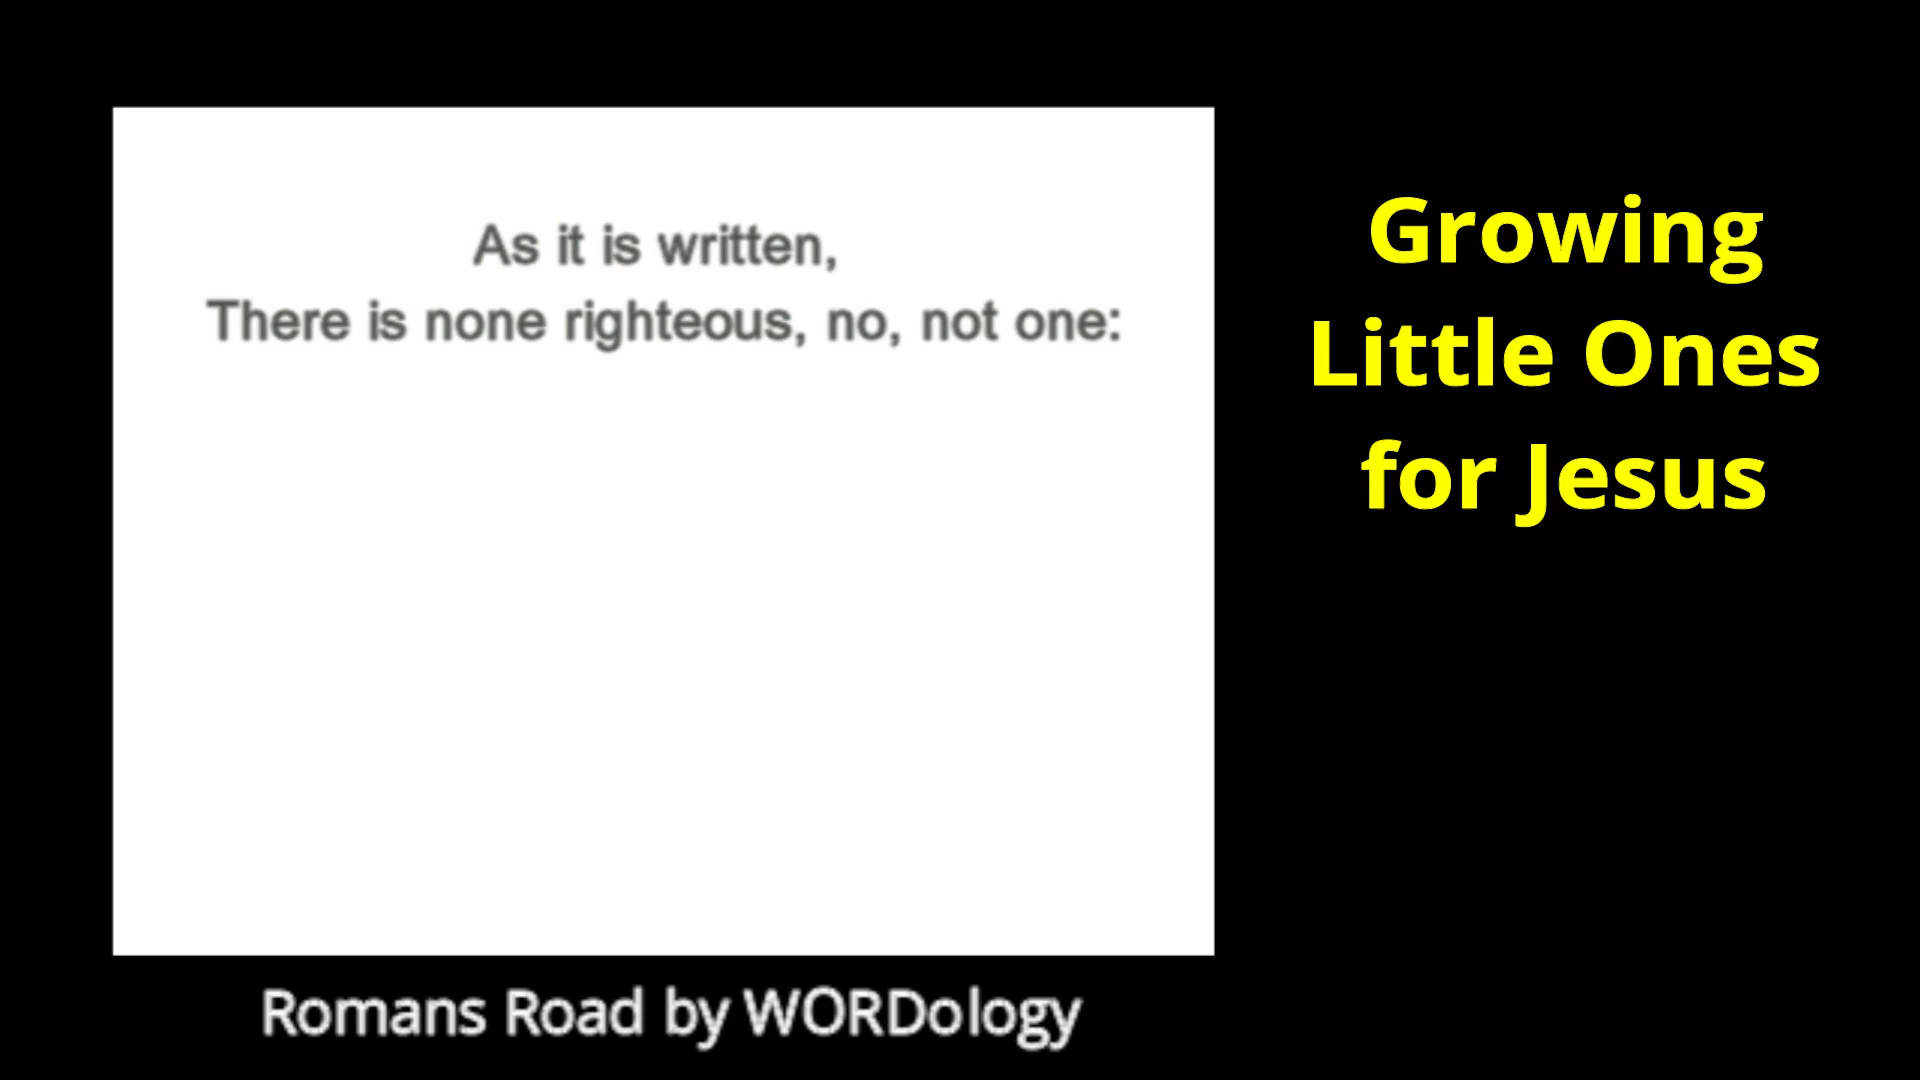 As it is written,
There is none righteous, no, not one:
Growing
Little Ones
for Jesus
Romans Road by WORDology